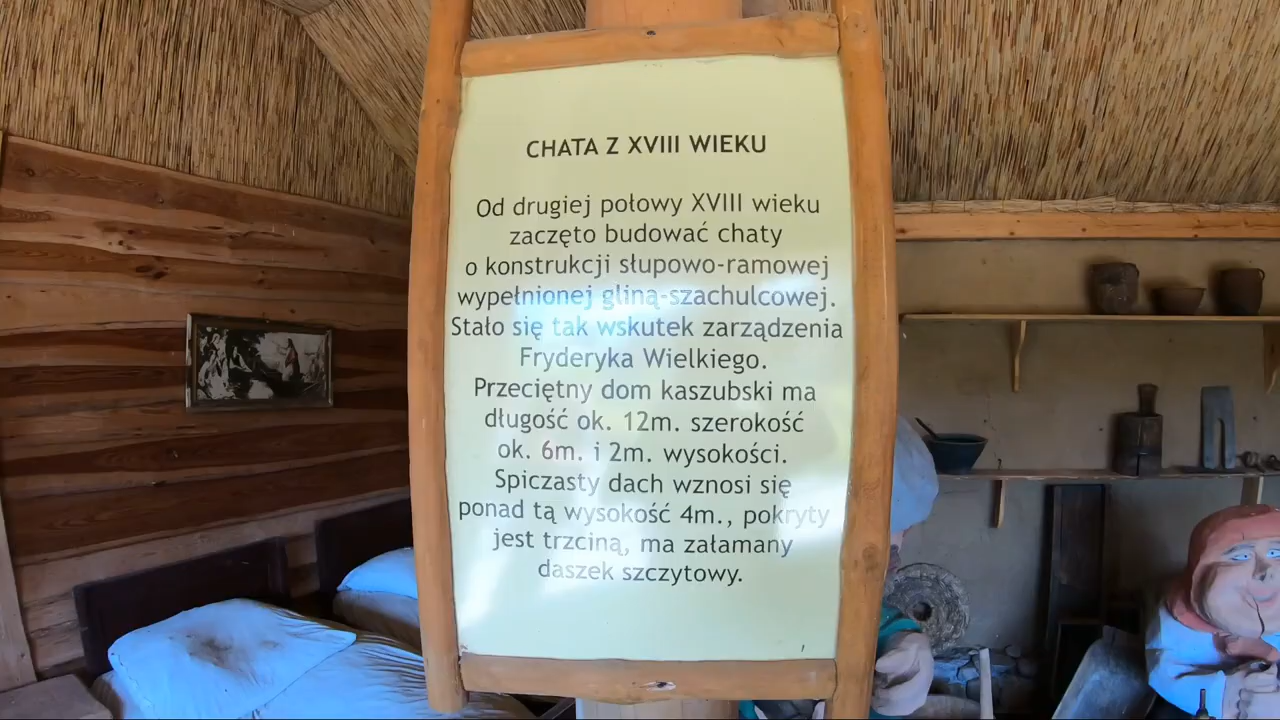 CHATA Z XVIII WIEKU
Od drugiej połowy XVIII wieku
zaczęto budować chaty
o konstrukcji słupowo-ramowej
wypełnionej gliną-szachulcowej.
Stało się tak wskutek zarządzenia
Fryderyka Wielkiego.
Przeciętny dom kaszubski ma
długość ok. 12m. szerokość
ok. 6m. i 2m. wysokości.
Spiczasty dach wznosi się
ponad tą wysokość 4m., pokryty
jest trzciną, ma załamany
daszek szczytowy.